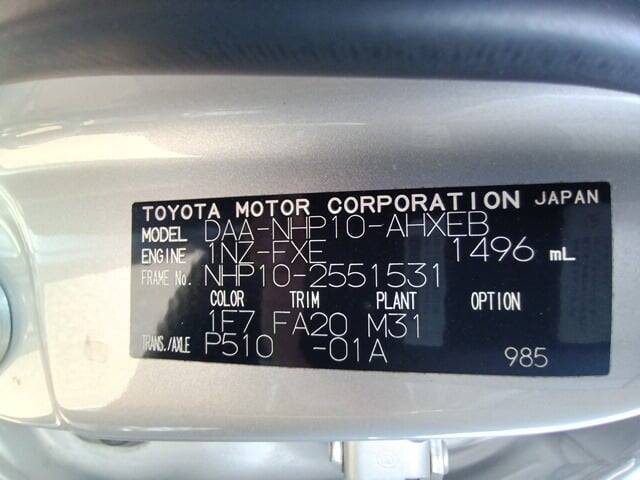 TOYOTA MOTOR CORPORATION JAPAN
MODEL DAA-NHP10-AHXEB
ENGINE 1NZ-FXE 1496 mL
FRAME No. NHP10-2551531
COLOR TRIM PLANT OPTION
1F7 FA20 M31
TRANS./AXLE P510 -01A 985